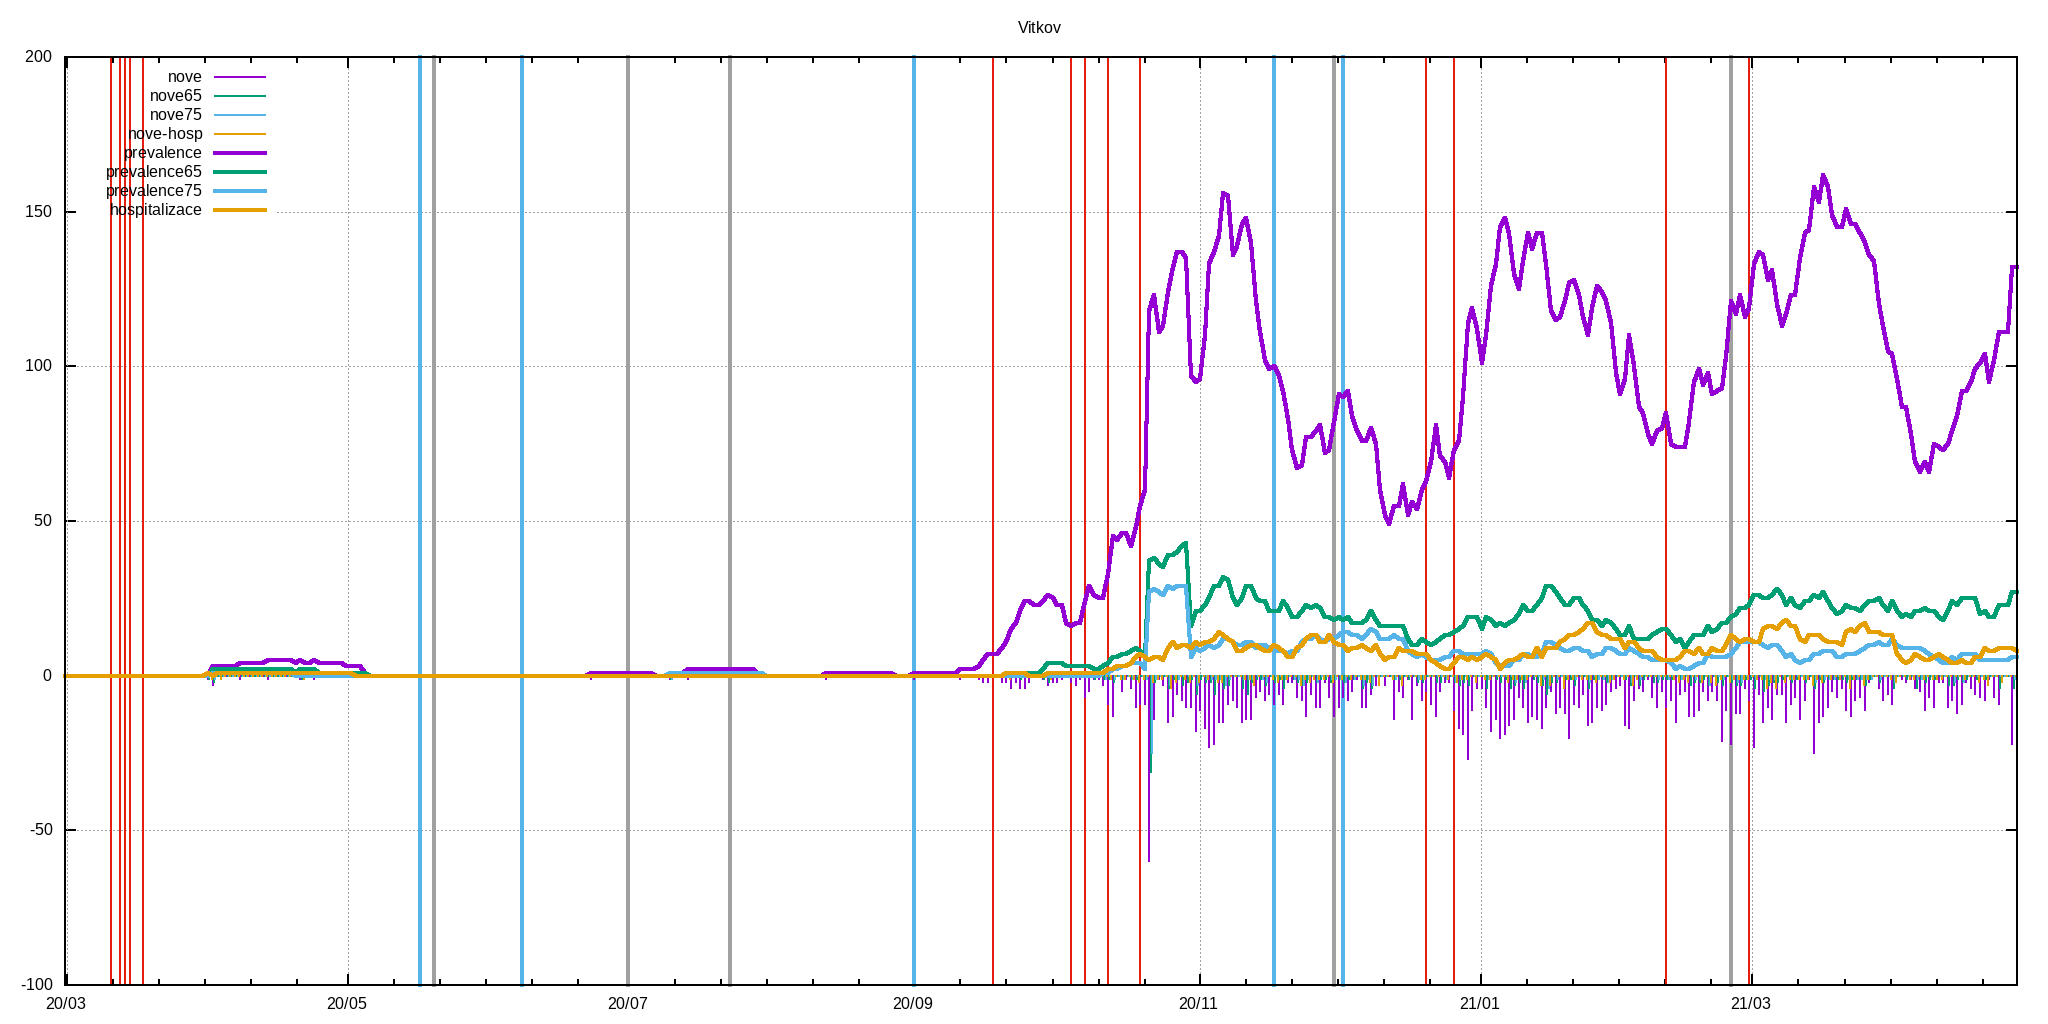 Vitkov
200
150
100
50
0
-50
-100
nove
nove65
nove75
nove-hosp
prevalence
prevalence65
prevalence75
hospitalizace
20/03 20/05 20/07 20/09 20/11 21/01 21/03